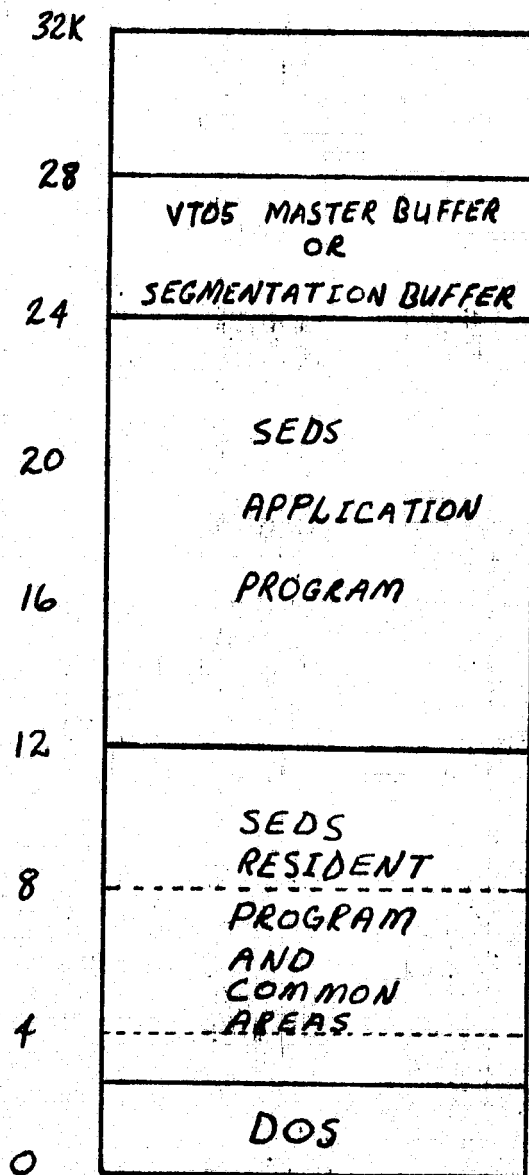 32K
28
VT05 MASTER BUFFER
OR
SEGMENTATION BUFFER
24
SEDS
20
APPLICATION
16
PROGRAM
12
SEDS
RESIDENT
8
PROGRAM
AND
COMMON
AREAS
4
DOS
0